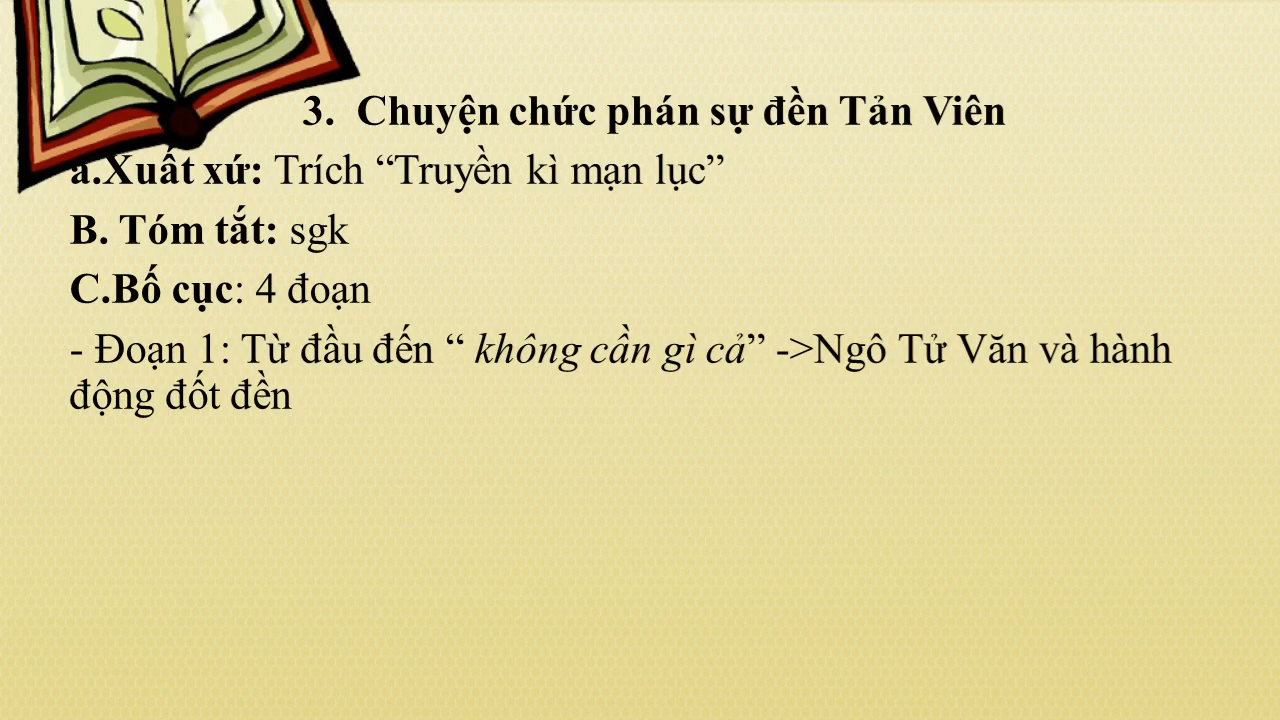 3. Chuyện chức phán sự đền Tản Viên
a.Xuất xứ: Trích “Truyền kì mạn lục”
B. Tóm tắt: sgk
C.Bố cục: 4 đoạn
- Đoạn 1: Từ đầu đến “ không cần gì cả” ->Ngô Tử Văn và hành
động đốt đền